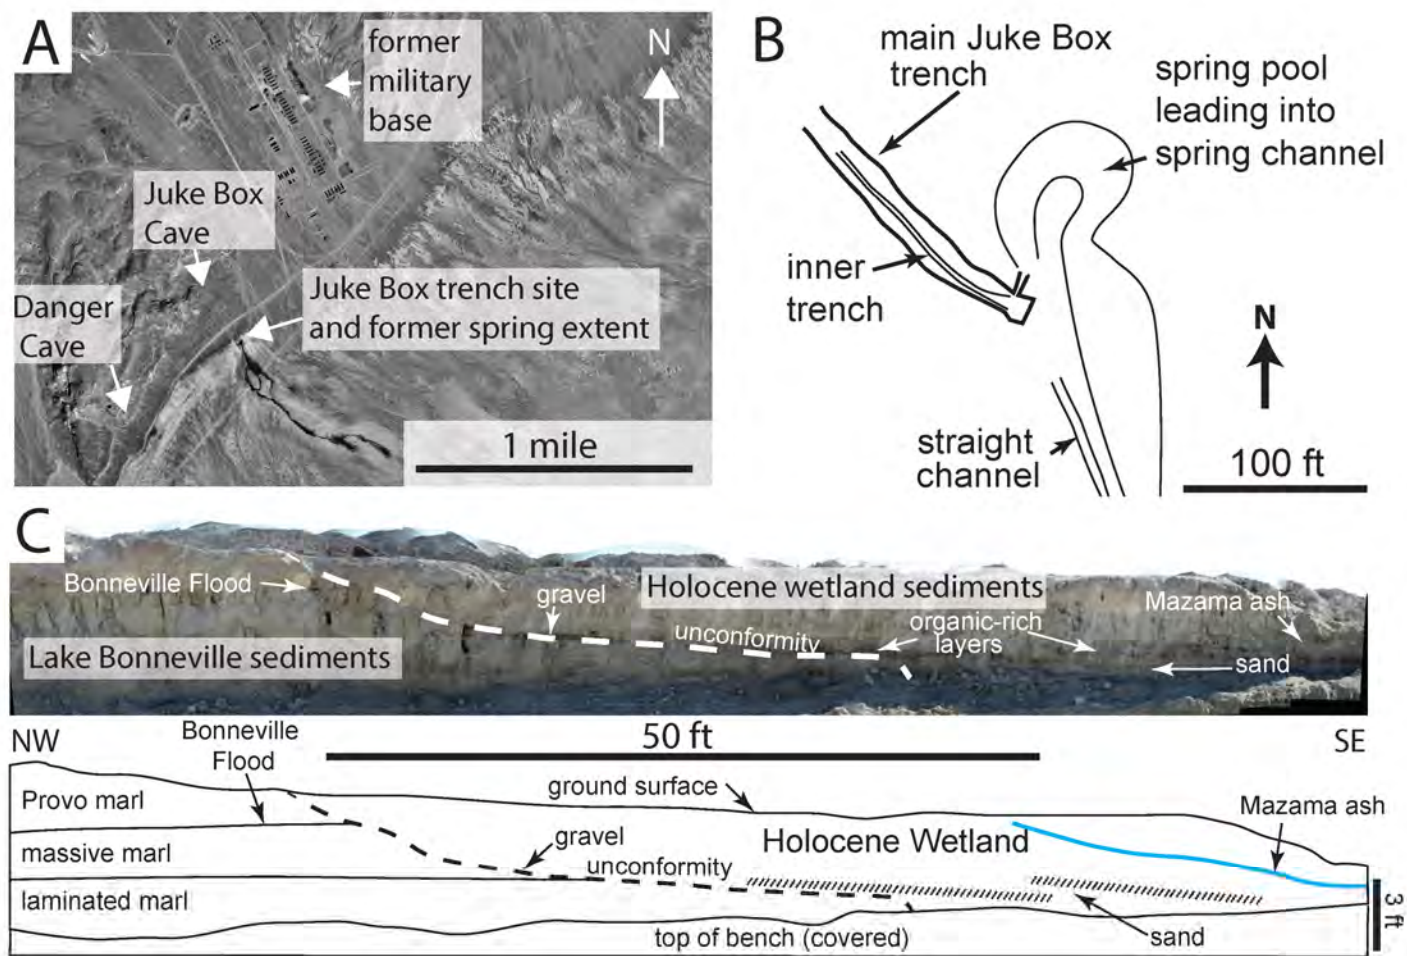 A
former
military
base
N
Juke Box
Cave
Danger
Cave
Juke Box trench site
and former spring extent
1 mile
B
main Juke Box
trench
spring pool
leading into
spring channel
inner
trench
N
straight
channel
100 ft
C
Bonneville Flood
gravel
Holocene wetland sediments
Mazama ash
unconformity
organic-rich
layers
Lake Bonneville sediments
sand
NW
50 ft
SE
Bonneville
Flood
ground surface
Provo marl
Mazama ash
gravel
Holocene Wetland
massive marl
unconformity
laminated marl
3 ft
top of bench (covered)
sand